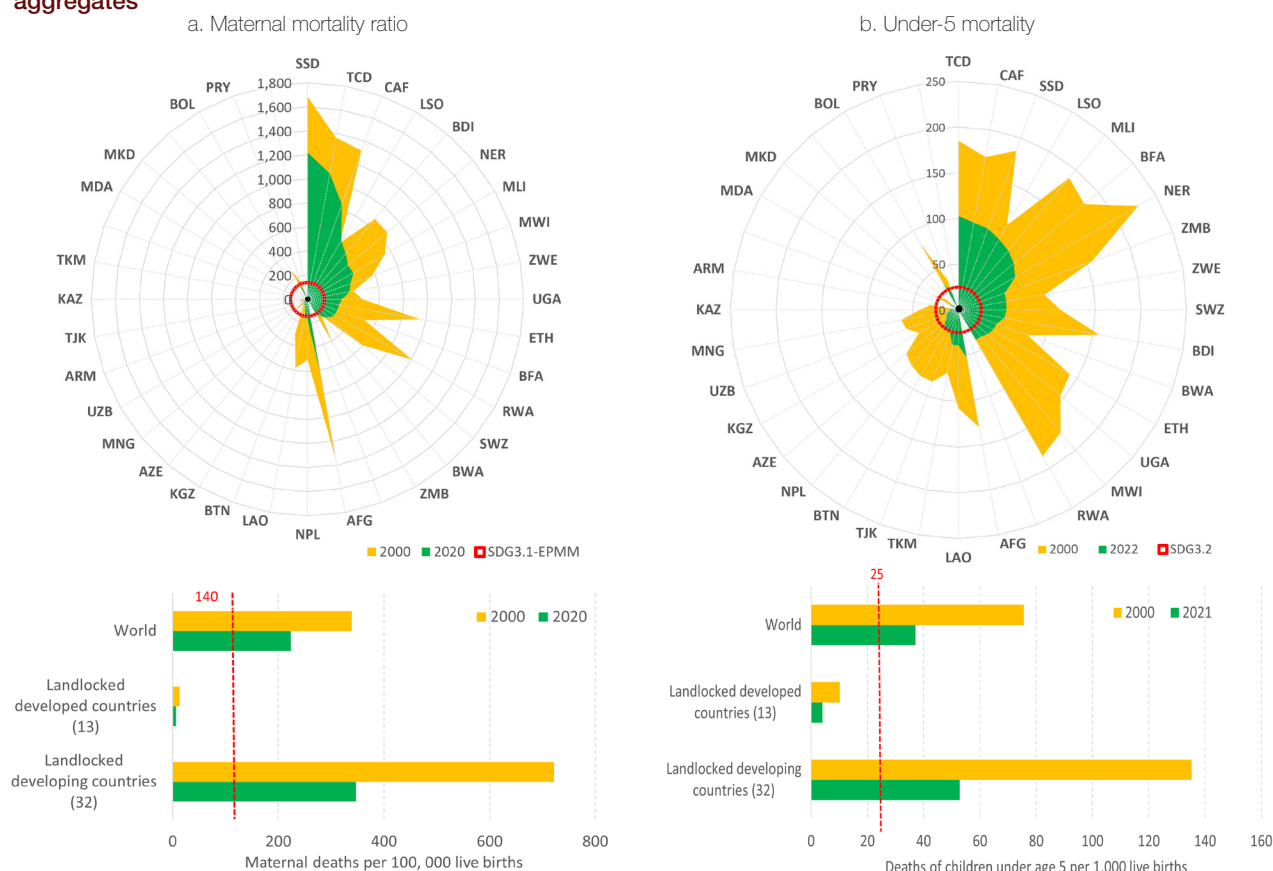 aggregates
a. Maternal mortality ratio
SSD
TCD
CAF
LSO
BDI
NER
MLI
MWI
ZWE
UGA
ETH
BFA
RWA
SWZ
BWA
ZMB
AFG
NPL
LAO
BTN
KGZ
AZE
MNG
UZB
ARM
TJK
KAZ
TKM
MDA
MKD
BOL
PRY
1,800
1,600
1,400
1,200
1,000
800
600
400
200
0
2000 2020 SDG3.1-EPMM
b. Under-5 mortality
TCD
CAF
SSD
LSO
MLI
BFA
NER
ZMB
ZWE
SWZ
BDI
BWA
ETH
UGA
MWI
RWA
AFG
LAO
TKM
TJK
BTN
NPL
AZE
KGZ
UZB
MNG
KAZ
ARM
MDA
MKD
BOL
PRY
250
200
150
100
50
0
2000 2022 SDG3.2
140
2000 2020
World
Landlocked
developed countries
(13)
Landlocked
developing countries
(32)
0 200 400 600 800
Maternal deaths per 100, 000 live births
25
2000 2021
World
Landlocked developed
countries (13)
Landlocked developing
countries (32)
0 20 40 60 80 100 120 140 160
Deaths of children under age 5 per 1,000 live births